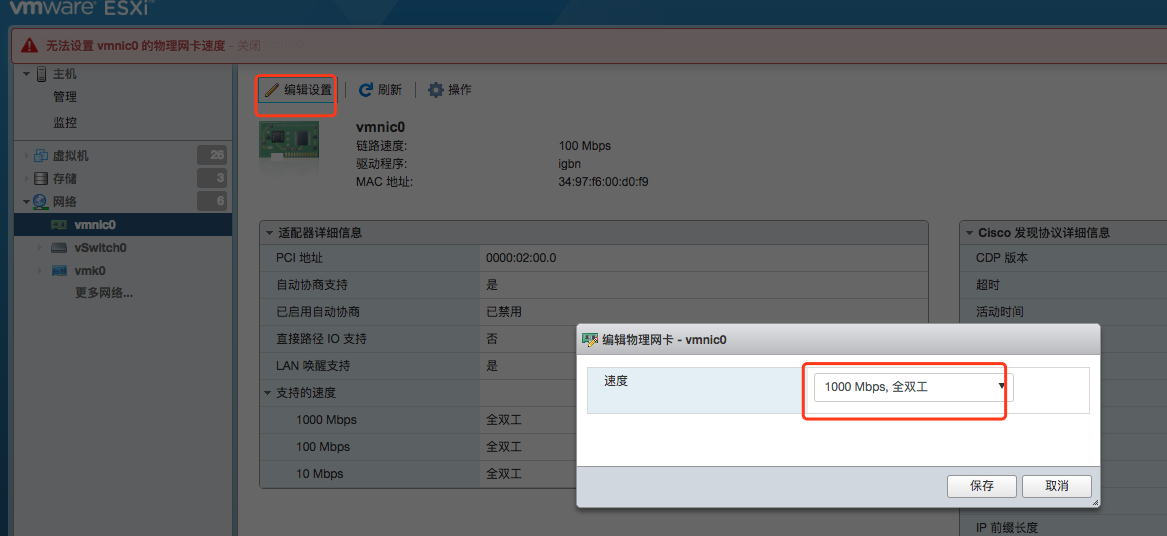 vmware ESXi
无法设置 vmnic0 的物理网卡速度 - 关闭
主机
管理
监控
虚拟机 26
存储 3
网络 6
vmnic0
vSwitch0
vmk0
更多网络...
编辑设置 刷新 操作
vmnic0
链路速度: 100 Mbps
驱动程序: igbn
MAC 地址: 34:97:f6:00:d0:f9
适配器详细信息
PCI 地址 0000:02:00.0
自动协商支持 是
已启用自动协商 已禁用
直接路径 IO 支持 否
LAN 唤醒支持 是
支持的速度
1000 Mbps 全双工
100 Mbps 全双工
10 Mbps 全双工
Cisco 发现协议详细信息
CDP 版本
超时
活动时间
IP 前缀长度
编辑物理网卡 - vmnic0
速度 1000 Mbps, 全双工
保存 取消